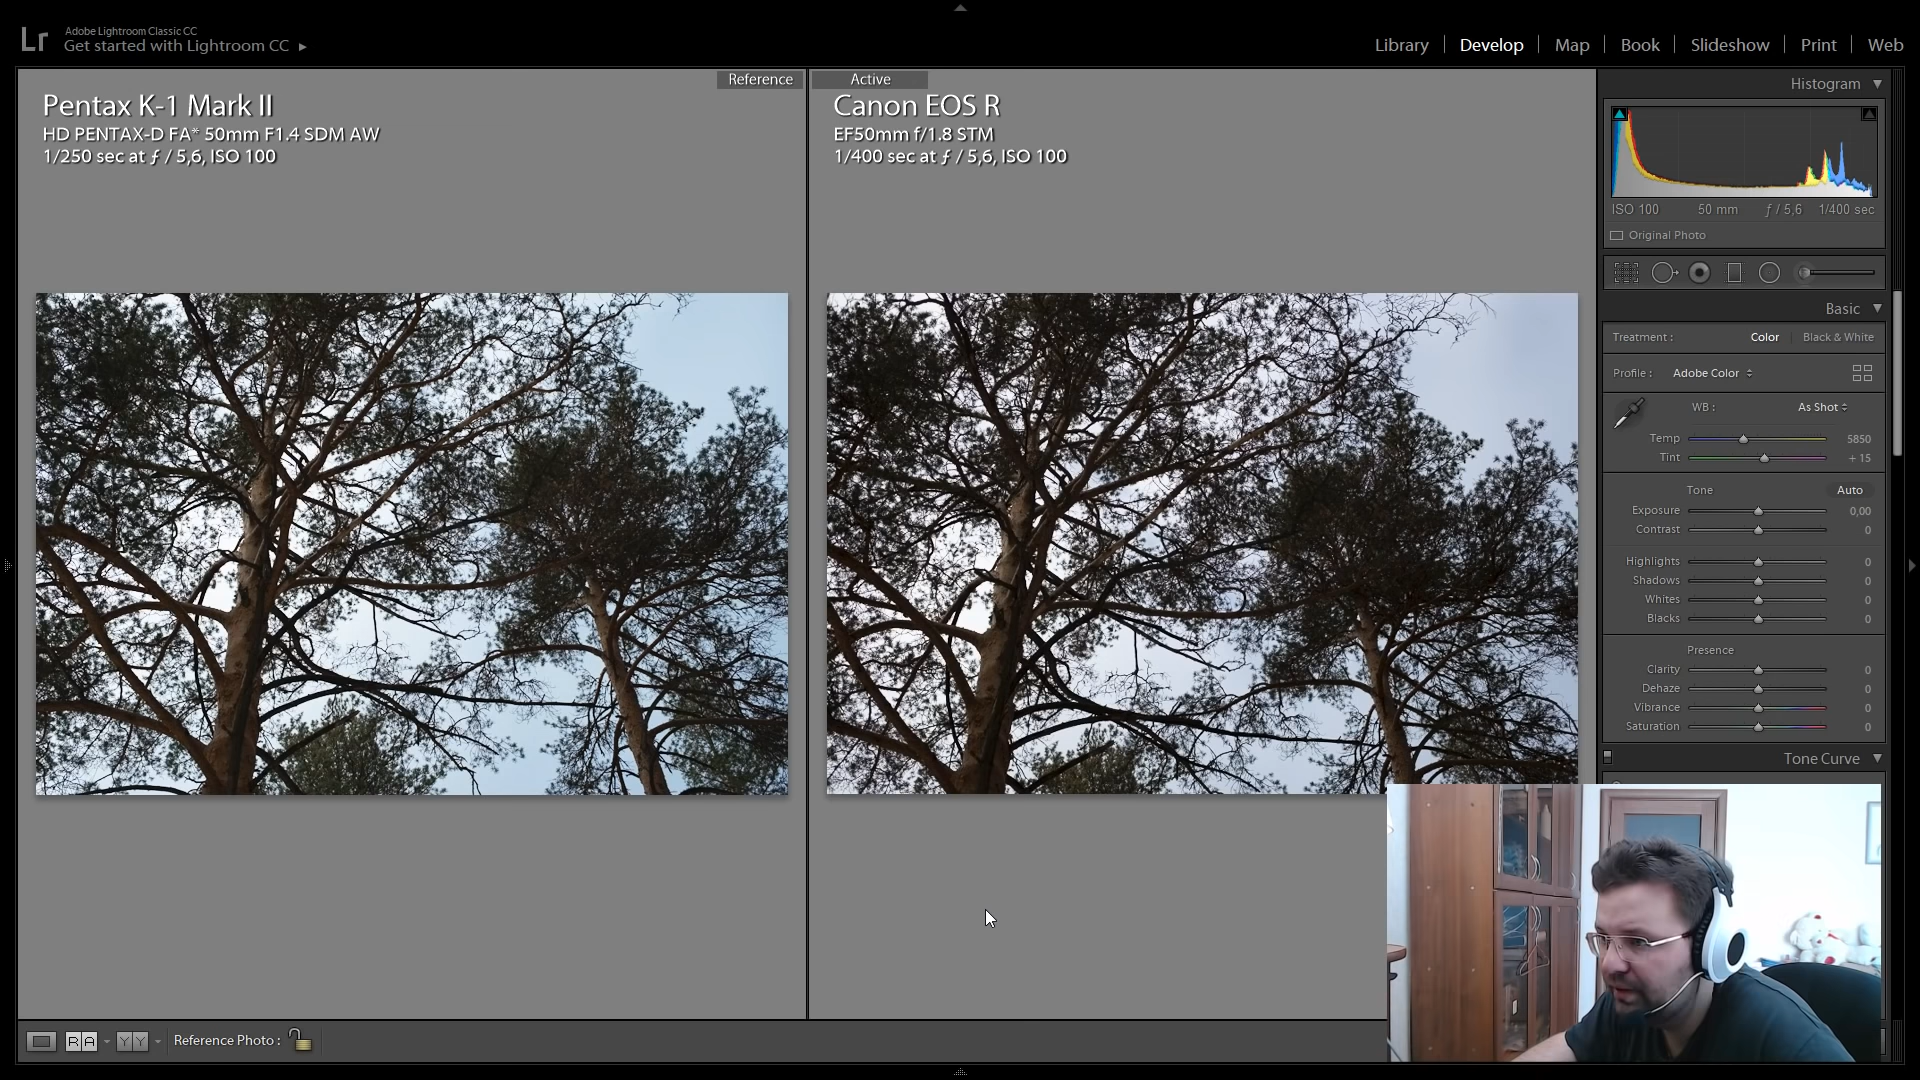 Lr
Adobe Lightroom Classic CC
Get started with Lightroom CC ▸
Library
Develop
Map
Book
Slideshow
Print
Web
Reference
Active
Pentax K-1 Mark II
HD PENTAX-D FA* 50mm F1.4 SDM AW
1/250 sec at ƒ / 5,6, ISO 100
Canon EOS R
EF50mm f/1.8 STM
1/400 sec at ƒ / 5,6, ISO 100
Histogram
ISO 100 50 mm ƒ / 5,6 1/400 sec
Original Photo
Basic
Treatment : Color Black & White
Profile : Adobe Color
WB : As Shot
Temp 5850
Tint + 15
Tone Auto
Exposure 0,00
Contrast 0
Highlights 0
Shadows 0
Whites 0
Blacks 0
Presence
Clarity 0
Dehaze 0
Vibrance 0
Saturation 0
Tone Curve
R A
Y Y
Reference Photo :